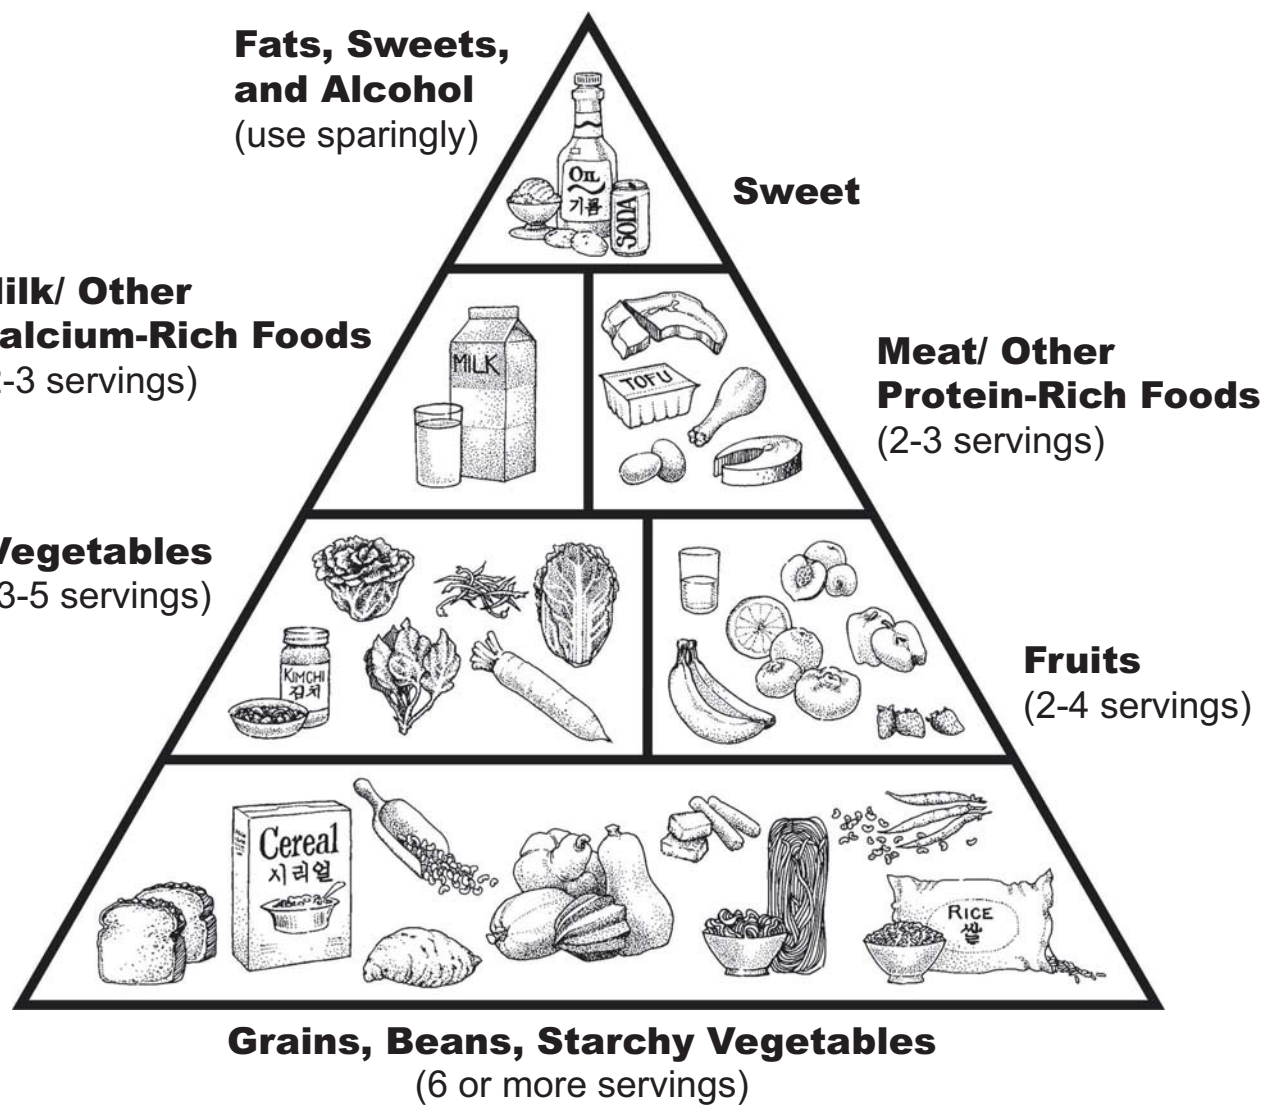 Fats, Sweets,
and Alcohol
(use sparingly)
OIL
기름
SODA
Sweet
ilk/ Other
alcium-Rich Foods
-3 servings)
MILK
TOFU
Meat/ Other
Protein-Rich Foods
(2-3 servings)
Vegetables
3-5 servings)
KIMCHI
김치
Fruits
(2-4 servings)
Cereal
시리얼
RICE
쌀
Grains, Beans, Starchy Vegetables
(6 or more servings)